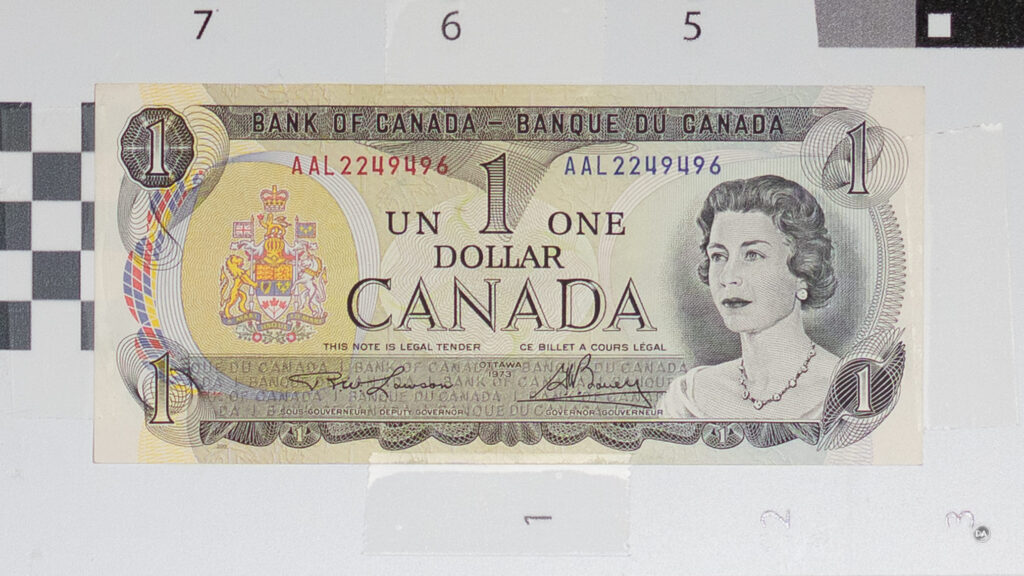 7 6 5
BANK OF CANADA – BANQUE DU CANADA
1 1
AAL2249496 1 AAL2249496
UN ONE
DOLLAR
CANADA
THIS NOTE IS LEGAL TENDER CE BILLET A COURS LÉGAL
OTTAWA
1973
SOUS-GOUVERNEUR DEPUTY GOVERNOR GOVERNOR-GOUVERNEUR
1 1
1 1
1 2 3